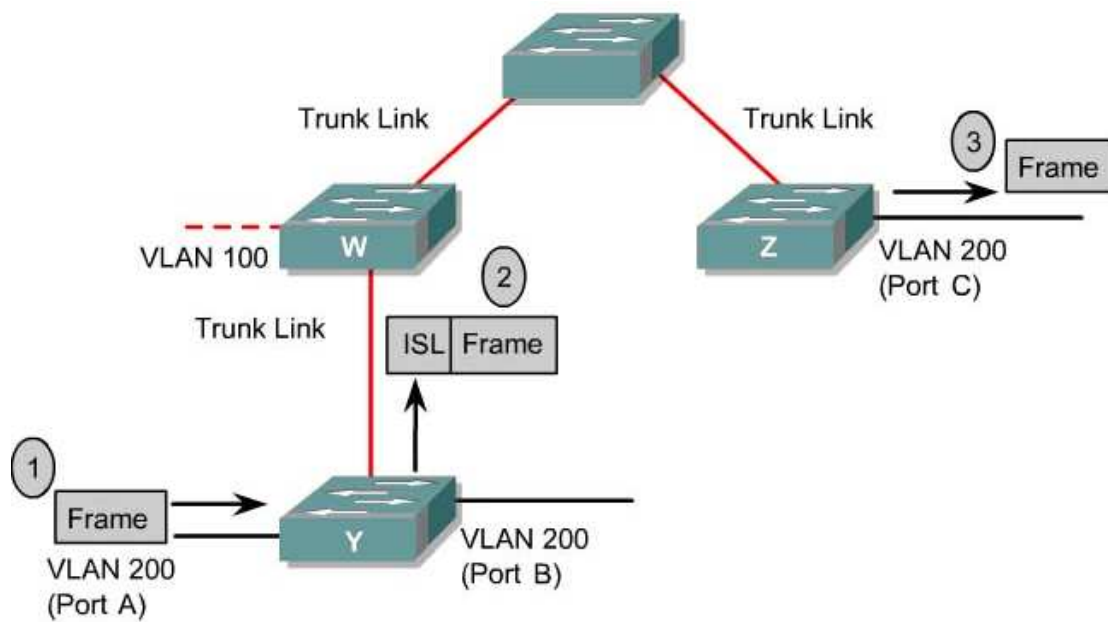 Trunk Link
Trunk Link
3
Frame
W
Z
VLAN 100
VLAN 200
(Port C)
2
Trunk Link
ISL
Frame
1
Frame
Y
VLAN 200
(Port A)
VLAN 200
(Port B)